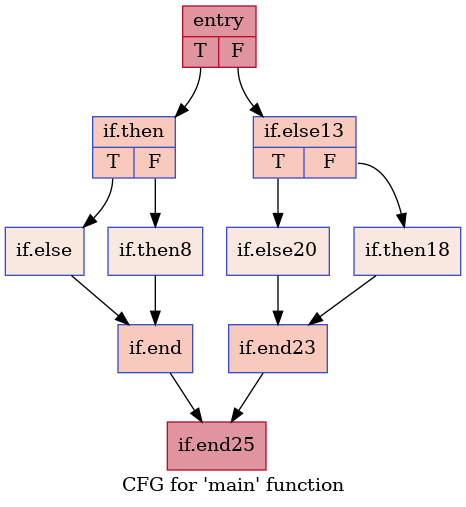 entry
T F
if.then
T F
if.else13
T F
if.else
if.then8
if.else20
if.then18
if.end
if.end23
if.end25
CFG for 'main' function